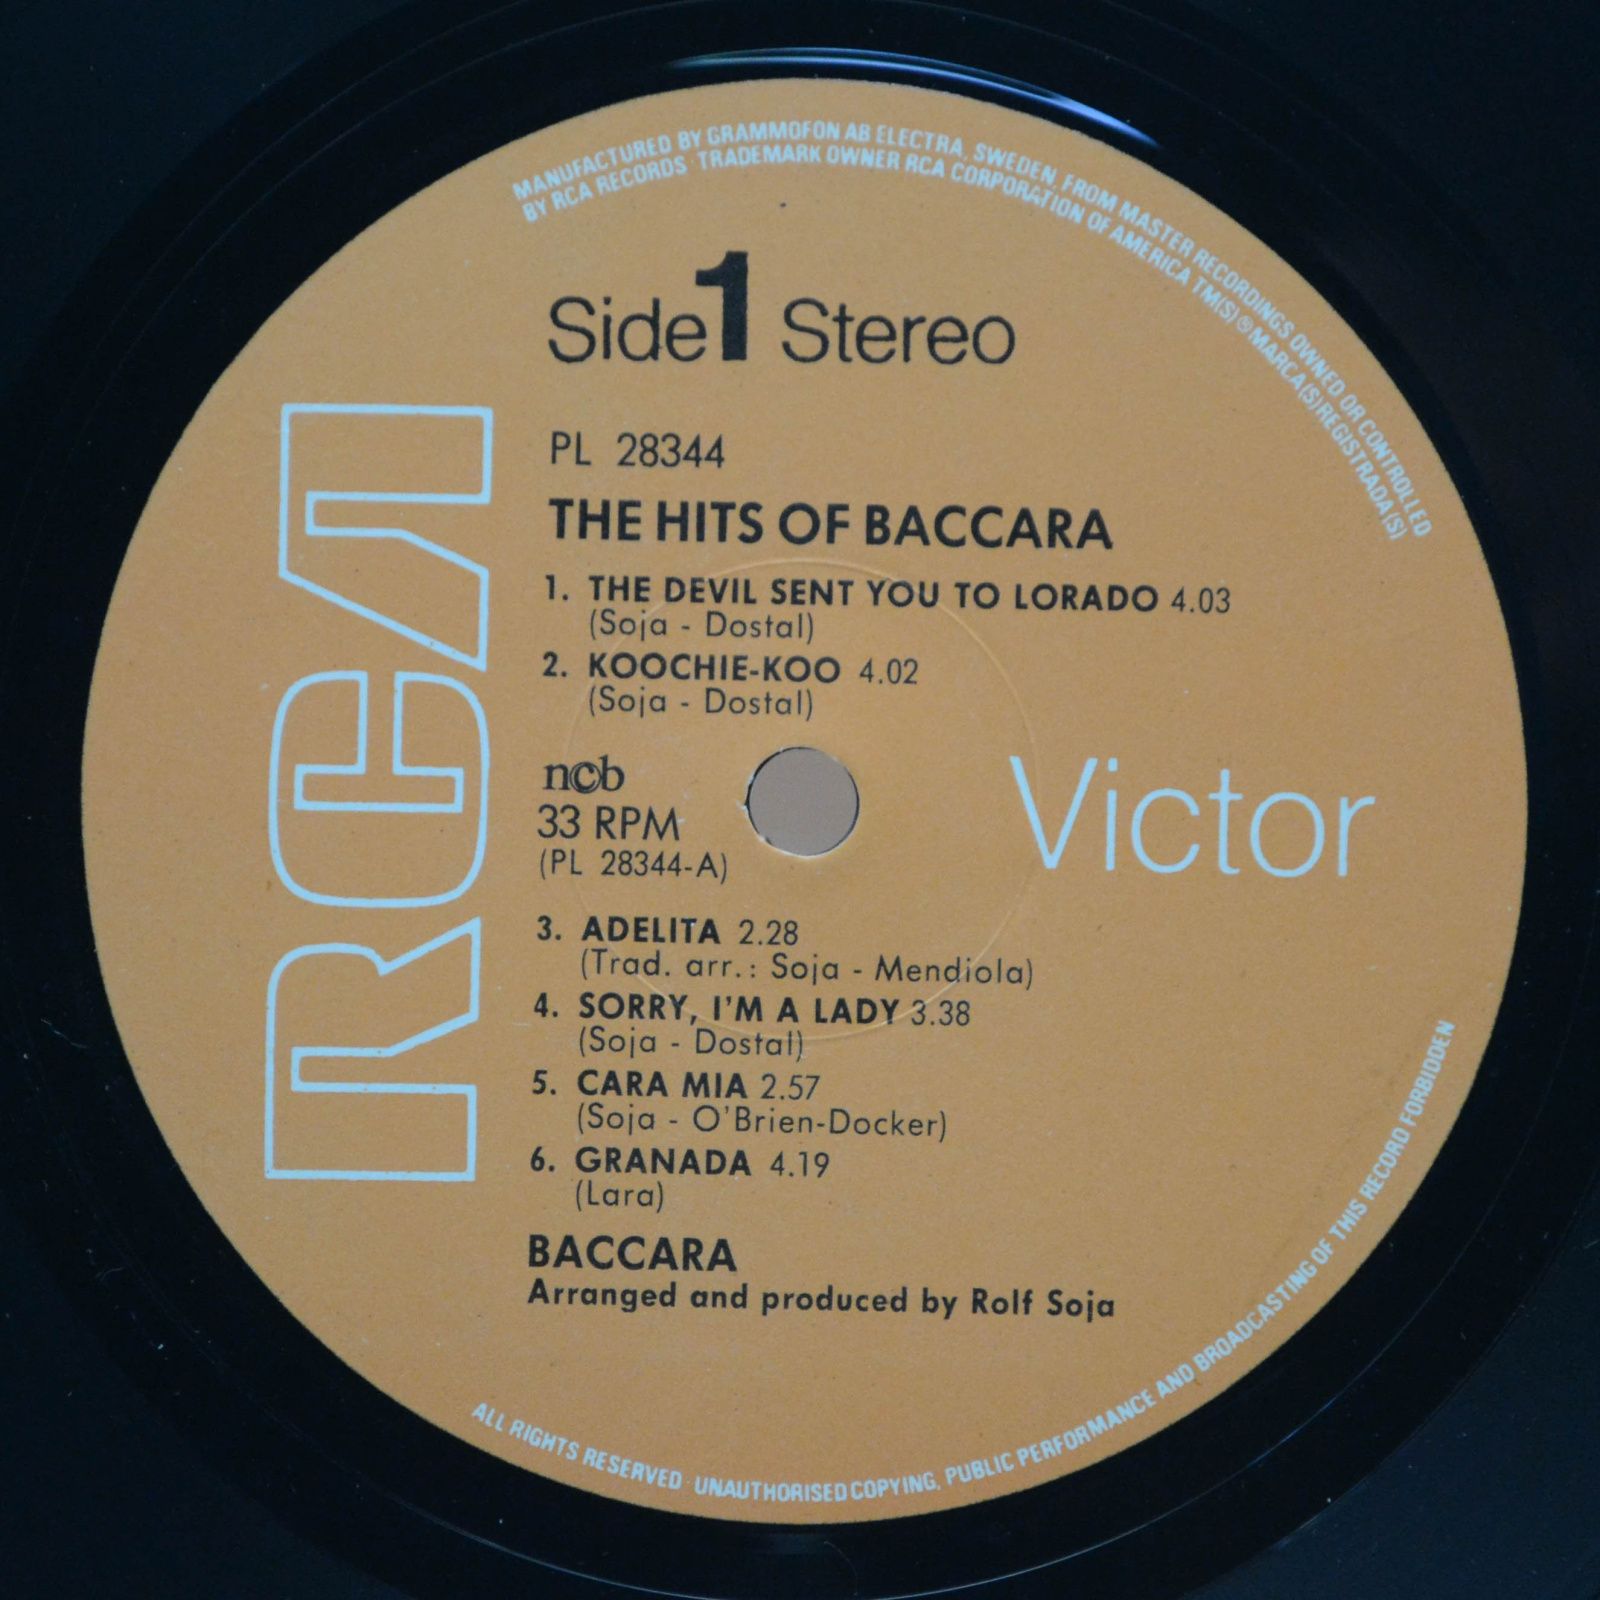 MANUFACTURED BY GRAMMOFON AB ELECTRA, SWEDEN, FROM MASTER RECORDINGS OWNED OR CONTROLLED
BY RCA RECORDS · TRADEMARK OWNER RCA CORPORATION OF AMERICA TM(S) ® MARCA(S) REGISTRADA(S)
Side 1 Stereo
PL 28344
THE HITS OF BACCARA
1. THE DEVIL SENT YOU TO LORADO 4.03
(Soja - Dostal)
2. KOOCHIE-KOO 4.02
(Soja - Dostal)
RCA
ncb
33 RPM
(PL 28344-A)
Victor
3. ADELITA 2.28
(Trad. arr.: Soja - Mendiola)
4. SORRY, I'M A LADY 3.38
(Soja - Dostal)
5. CARA MIA 2.57
(Soja - O'Brien-Docker)
6. GRANADA 4.19
(Lara)
BACCARA
Arranged and produced by Rolf Soja
ALL RIGHTS RESERVED · UNAUTHORISED COPYING, PUBLIC PERFORMANCE AND BROADCASTING OF THIS RECORD FORBIDDEN